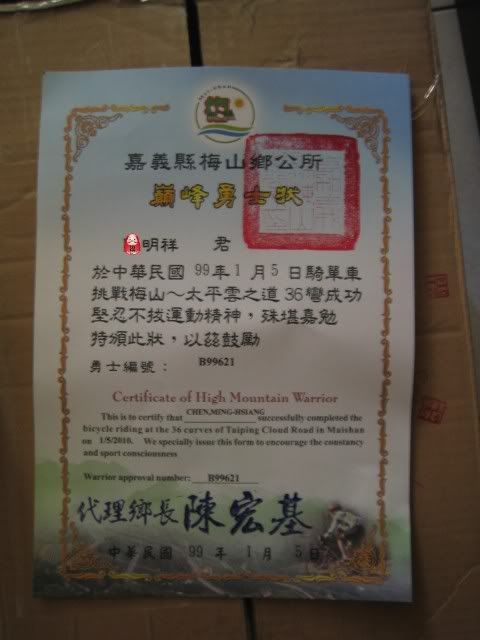 嘉義縣梅山鄉公所
巔峰勇士狀
明祥 君
於中華民國 99年1月5日騎單車
挑戰梅山～太平雲之道36彎成功
堅忍不拔運動精神，殊堪嘉勉
特頒此狀，以茲鼓勵
勇士編號： B99621
Certificate of High Mountain Warrior
This is to certify that CHEN,MING-HSIANG successfully completed the
bicycle riding at the 36 curves of Taiping Cloud Road in Maishan
on 1/5/2010. We specially issue this form to encourage the constancy
and sport consciousness
Warrior approval number: B99621
代理鄉長 陳宏基
中華民國 99 年 1 月 5 日